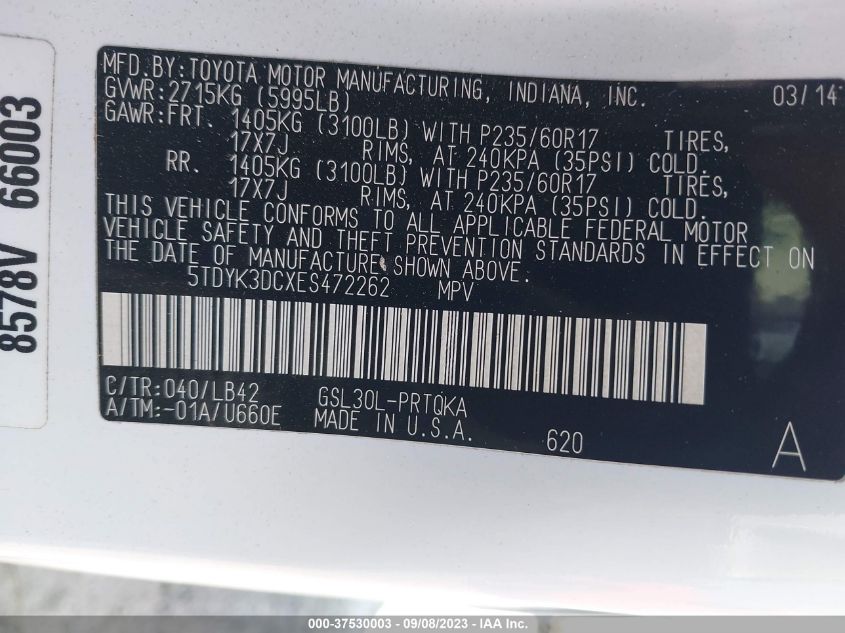 MFD.BY:TOYOTA MOTOR MANUFACTURING, INDIANA, INC. 03/14
GVWR:2715KG (5995LB)
GAWR:FRT. 1405KG (3100LB) WITH P235/60R17 TIRES,
17X7J RIMS, AT 240KPA (35PSI) COLD.
RR. 1405KG (3100LB) WITH P235/60R17 TIRES,
17X7J RIMS, AT 240KPA (35PSI) COLD.
THIS VEHICLE CONFORMS TO ALL APPLICABLE FEDERAL MOTOR
VEHICLE SAFETY AND THEFT PREVENTION STANDARDS IN EFFECT ON
THE DATE OF MANUFACTURE SHOWN ABOVE.
5TDYK3DCXES472262 MPV
C/TR:040/LB42 GSL30L-PRTQKA
A/TM:-01A/U660E MADE IN U.S.A. 620 A
8578V 66003
000-37530003 - 09/08/2023 - IAA Inc.